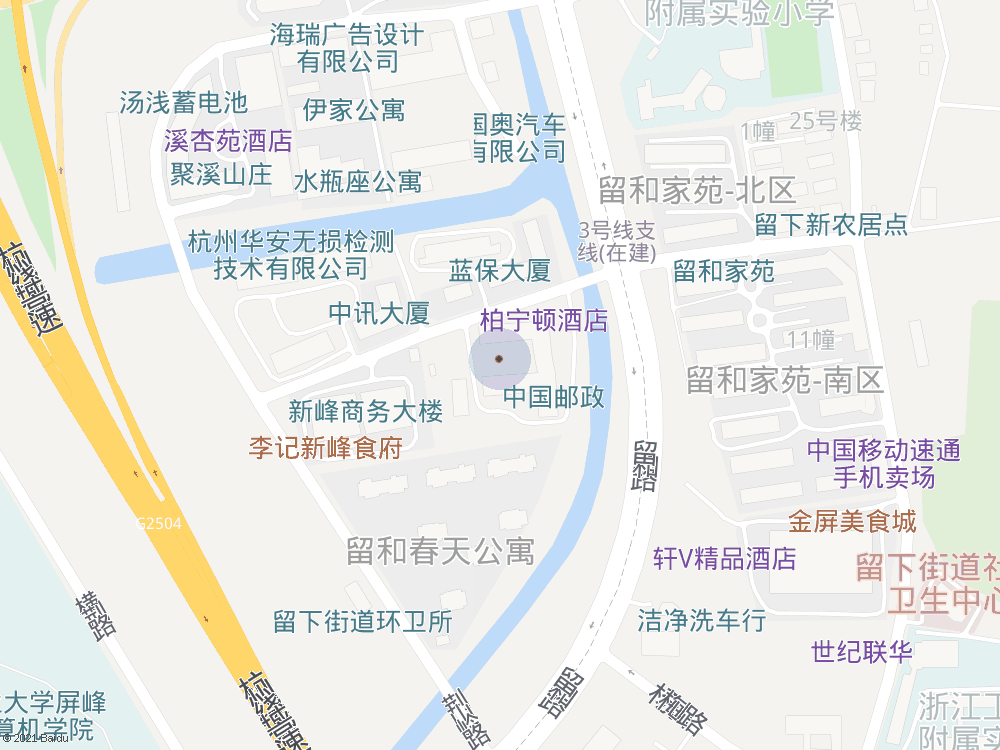 附属实验小学
海瑞广告设计
有限公司
汤浅蓄电池
伊家公寓
国奥汽车
有限公司
1幢
25号楼
溪杏苑酒店
聚溪山庄
水瓶座公寓
留和家苑-北区
3号线支
线(在建)
留下新农居点
杭州华安无损检测
技术有限公司
蓝保大厦
留和家苑
中讯大厦
柏宁顿酒店
11幢
留和家苑-南区
中国邮政
新峰商务大楼
李记新峰食府
中国移动速通
手机卖场
G2504
金屏美食城
留和春天公寓
轩V精品酒店
留下街道社
卫生中心
横一路
留下街道环卫所
洁净洗车行
世纪联华
大学屏峰
算机学院
浙江工
附属实
© 2021 Baidu